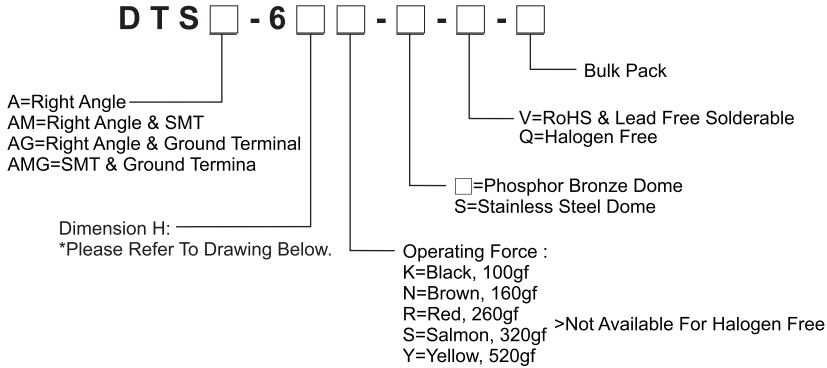 DTS□-6□□-□-□-□
Bulk Pack
A=Right Angle
AM=Right Angle & SMT
AG=Right Angle & Ground Terminal
AMG=SMT & Ground Termina
V=RoHS & Lead Free Solderable
Q=Halogen Free
□=Phosphor Bronze Dome
S=Stainless Steel Dome
Dimension H:
*Please Refer To Drawing Below.
Operating Force :
K=Black, 100gf
N=Brown, 160gf
R=Red, 260gf
S=Salmon, 320gf
Y=Yellow, 520gf
>Not Available For Halogen Free